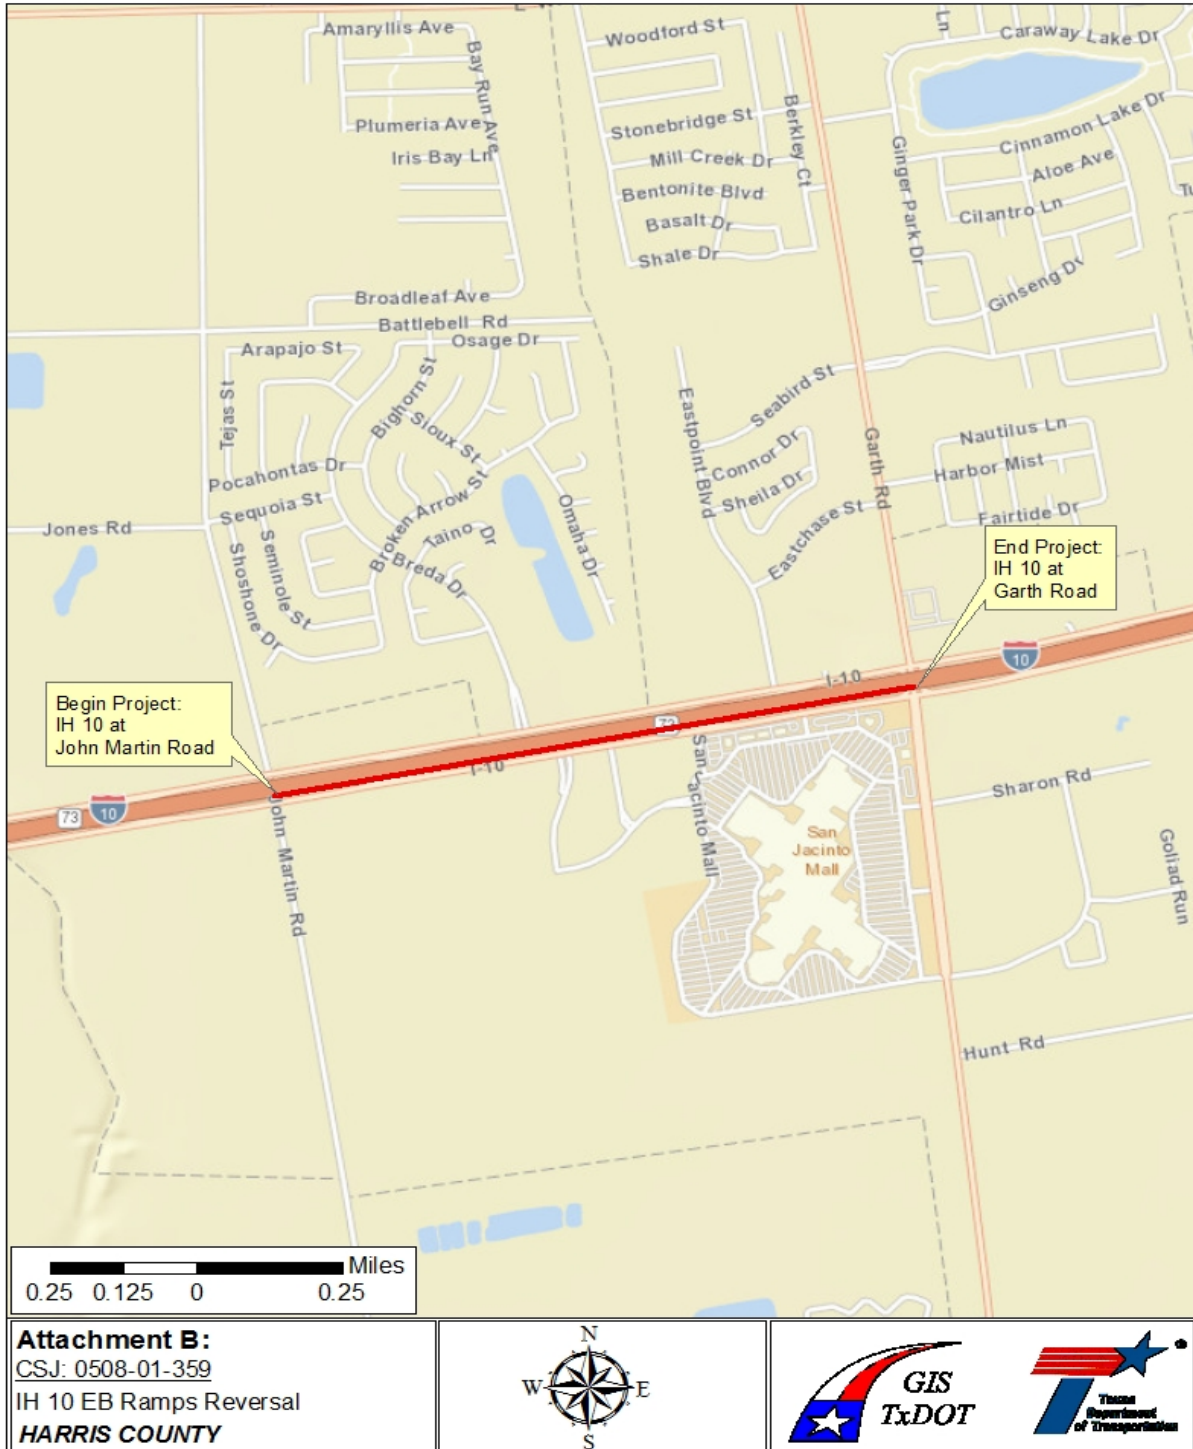 Amaryllis Ave
Bay Run Ave
Plumeria Ave
Iris Bay Ln
Woodford St
Stonebridge St
Berkley Ct
Mill Creek Dr
Bentonite Blvd
Basalt Dr
Shale Dr
Ln
Caraway Lake Dr
Cinnamon Lake Dr
Ginger Park Dr
Aloe Ave
Cilantro Ln
Ginseng Dr
Broadleaf Ave
Battlebell Rd
Arapajo St
Osage Dr
Tejas St
Bighorn St
Sioux St
Pocahontas Dr
Sequoia St
Broken Arrow St
Jones Rd
Shoshone Dr
Seminole St
Taino Dr
Breda Dr
Omaha Dr
Eastpoint Blvd
Seabird St
Connor Dr
Sheila Dr
Eastchase St
Garth Rd
Nautilus Ln
Harbor Mist
Fairtide Dr
End Project:
IH 10 at
Garth Road
10
I-10
Begin Project:
IH 10 at
John Martin Road
73
I-10
73
10
John Martin Rd
San Jacinto Mall
San
Jacinto
Mall
Sharon Rd
Goliad Run
Hunt Rd
Miles
0.25 0.125 0 0.25
Attachment B:
CSJ: 0508-01-359
IH 10 EB Ramps Reversal
HARRIS COUNTY
N
W E
S
GIS
TxDOT
Texas
Department
of Transportation